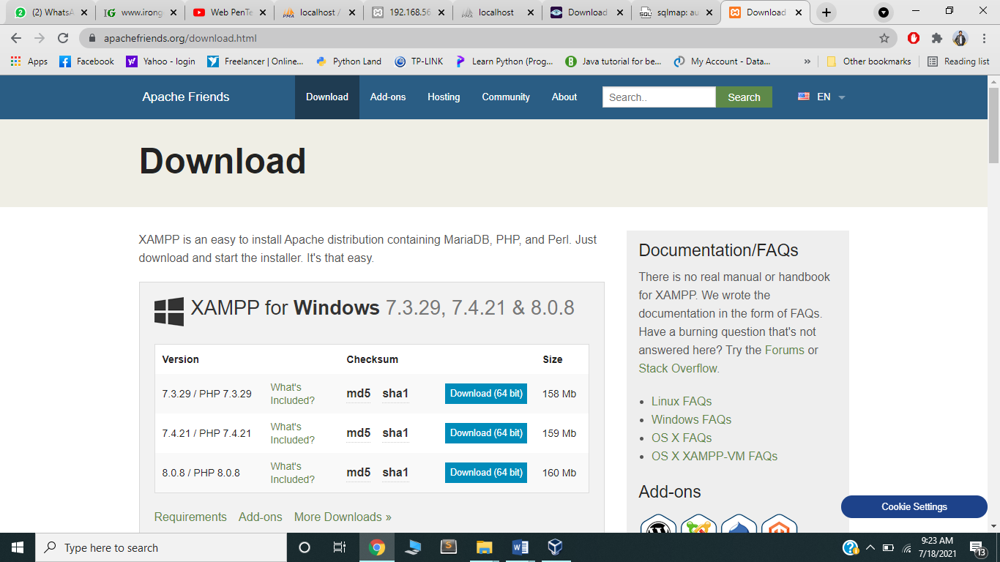 (2) WhatsA
www.irong
Web PenTe
localhost /
192.168.56
localhost
Download
sqlmap: au
Download
apachefriends.org/download.html
Apps
Facebook
Yahoo - login
Freelancer | Online...
Python Land
TP-LINK
Learn Python (Prog...
Java tutorial for be...
My Account - Data...
»
Other bookmarks
Reading list
Apache Friends
Download
Add-ons
Hosting
Community
About
Search..
Search
EN
Download
XAMPP is an easy to install Apache distribution containing MariaDB, PHP, and Perl. Just
download and start the installer. It's that easy.
XAMPP for Windows 7.3.29, 7.4.21 & 8.0.8
Version Checksum Size
7.3.29 / PHP 7.3.29 What's Included? md5 sha1 Download (64 bit) 158 Mb
7.4.21 / PHP 7.4.21 What's Included? md5 sha1 Download (64 bit) 159 Mb
8.0.8 / PHP 8.0.8 What's Included? md5 sha1 Download (64 bit) 160 Mb
Requirements Add-ons More Downloads »
Documentation/FAQs
There is no real manual or handbook
for XAMPP. We wrote the
documentation in the form of FAQs.
Have a burning question that's not
answered here? Try the Forums or
Stack Overflow.
• Linux FAQs
• Windows FAQs
• OS X FAQs
• OS X XAMPP-VM FAQs
Add-ons
Cookie Settings
Type here to search
9:23 AM
7/18/2021
13